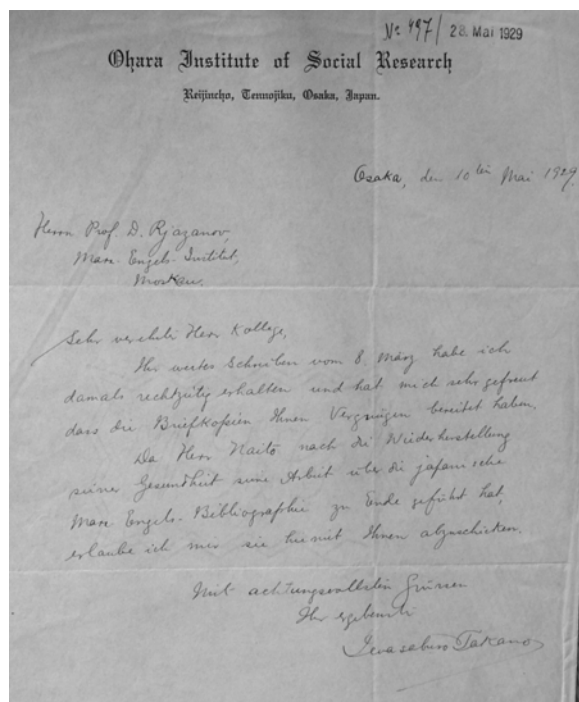 No 497/ 28. Mai 1929
Ohara Institute of Social Research
Reijincho, Tennojiku, Osaka, Japan.
Osaka, den 10ten Mai 1929.
Herrn Prof. D. Rjazanov,
Marx-Engels-Institut,
Moskau.
Sehr verehrter Herr Kollege,
Ihr wertes Schreiben vom 8. März habe ich
damals rechtzeitig erhalten und hat mich sehr gefreut
dass die Briefkopien Ihnen Vergnügen bereitet haben.
Da Herr Naito nach die Wiederherstellung
seiner Gesundheit seine Arbeit über die japanische
Marx-Engels-Bibliographie zu Ende geführt hat,
erlaube ich mir sie hiemit Ihnen abzuschicken.
Mit achtungsvollsten Grüssen
Ihr ergebenster
Iwasaburo Takano